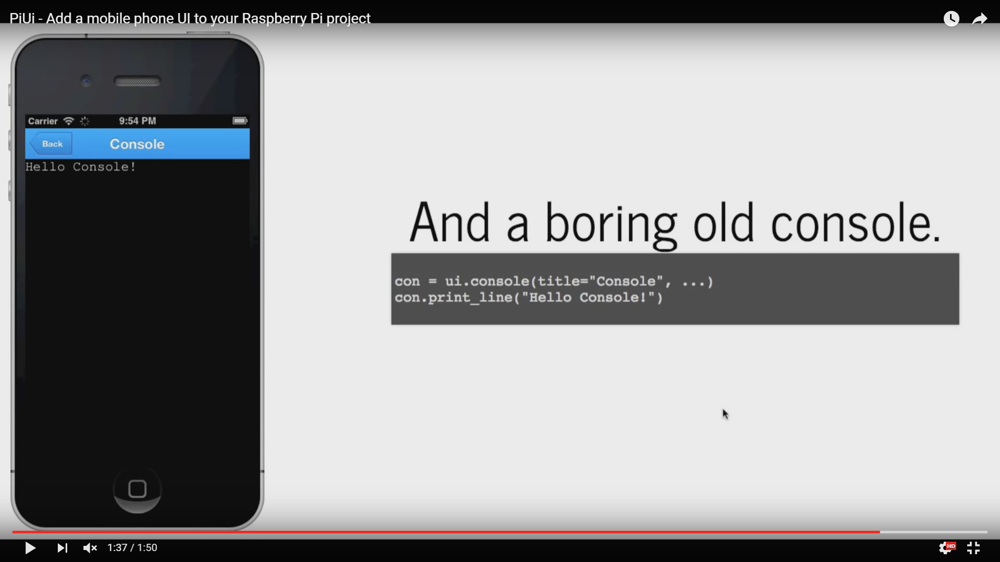 PiUi - Add a mobile phone UI to your Raspberry Pi project
Carrier 9:54 PM
Back Console
Hello Console!
And a boring old console.
con = ui.console(title="Console", ...)
con.print_line("Hello Console!")
1:37 / 1:50
HD